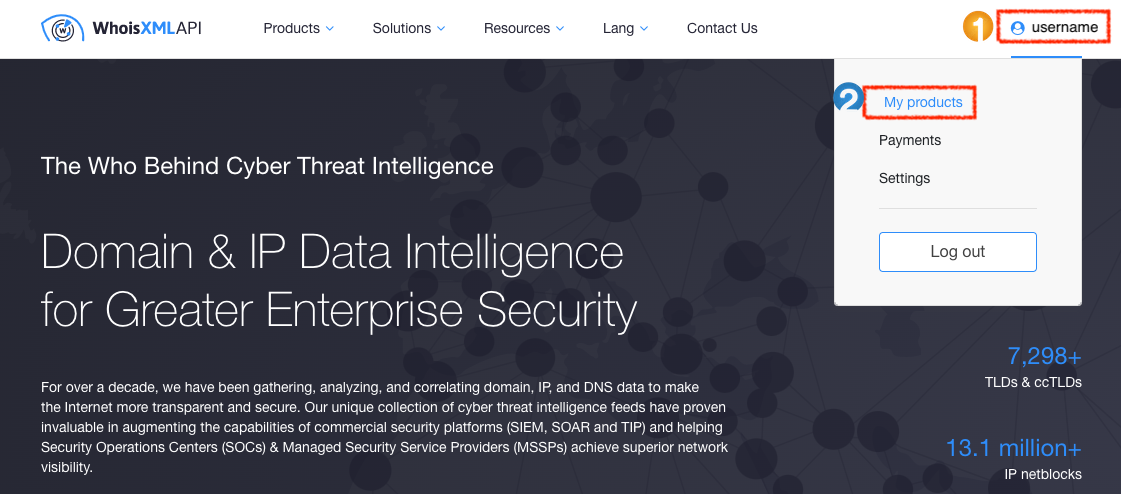 WhoisXMLAPI
Products
Solutions
Resources
Lang
Contact Us
1
username
2
My products
Payments
Settings
Log out
The Who Behind Cyber Threat Intelligence
Domain & IP Data Intelligence
for Greater Enterprise Security
For over a decade, we have been gathering, analyzing, and correlating domain, IP, and DNS data to make
the Internet more transparent and secure. Our unique collection of cyber threat intelligence feeds have proven
invaluable in augmenting the capabilities of commercial security platforms (SIEM, SOAR and TIP) and helping
Security Operations Centers (SOCs) & Managed Security Service Providers (MSSPs) achieve superior network
visibility.
7,298+
TLDs & ccTLDs
13.1 million+
IP netblocks